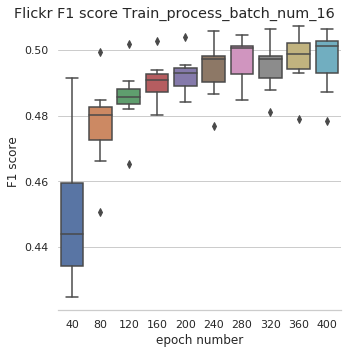 Flickr F1 score Train_process_batch_num_16
0.50
0.48
0.46
0.44
F1 score
40 80 120 160 200 240 280 320 360 400
epoch number